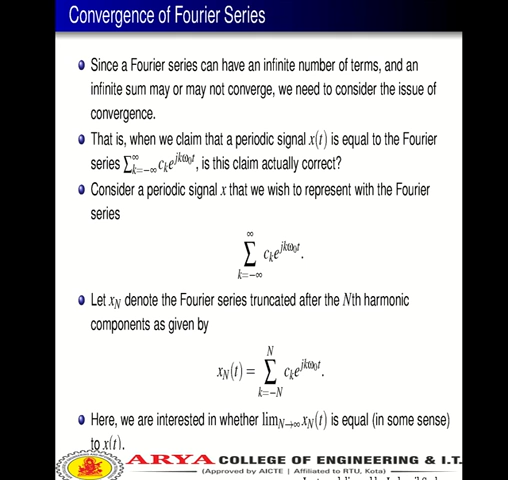 Convergence of Fourier Series
Since a Fourier series can have an infinite number of terms, and an
infinite sum may or may not converge, we need to consider the issue of
convergence.
That is, when we claim that a periodic signal x(t) is equal to the Fourier
series ∑_{k=−∞}^{∞} c_k e^{jkω₀t}, is this claim actually correct?
Consider a periodic signal x that we wish to represent with the Fourier
series
∑_{k=−∞}^{∞} c_k e^{jkω₀t}.
Let x_N denote the Fourier series truncated after the Nth harmonic
components as given by
x_N(t) = ∑_{k=−N}^{N} c_k e^{jkω₀t}.
Here, we are interested in whether lim_{N→∞} x_N(t) is equal (in some sense)
to x(t).
ARYA COLLEGE OF ENGINEERING & I.T.
(Approved by AICTE | Affiliated to RTU, Kota)